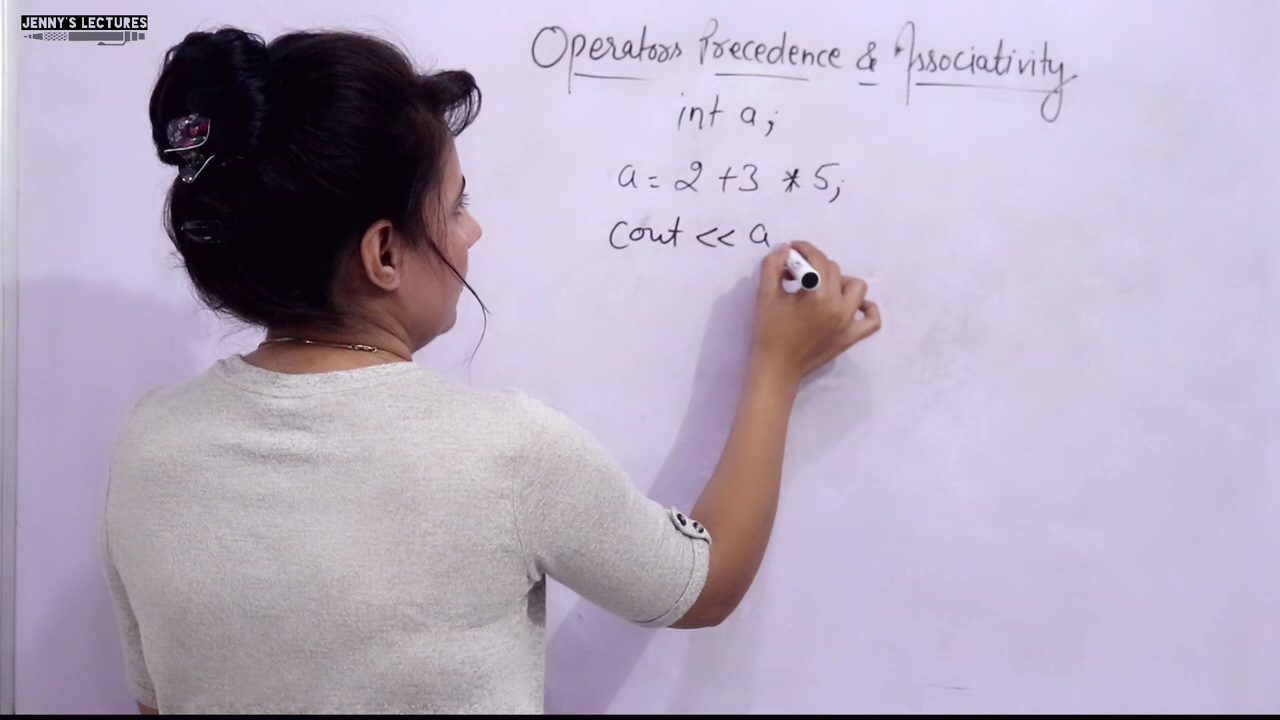 JENNY'S LECTURES
Operators Precedence & Associativity
int a;
a = 2 + 3 * 5;
cout << a